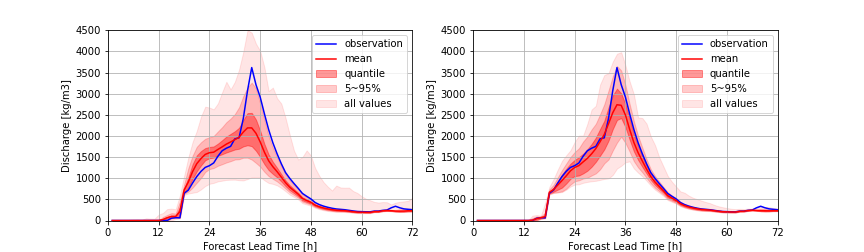 4500
4000
3500
3000
2500
2000
1500
1000
500
0
Discharge [kg/m3]
observation
mean
quantile
5~95%
all values
0 12 24 36 48 60 72
Forecast Lead Time [h]
4500
4000
3500
3000
2500
2000
1500
1000
500
0
Discharge [kg/m3]
observation
mean
quantile
5~95%
all values
0 12 24 36 48 60 72
Forecast Lead Time [h]